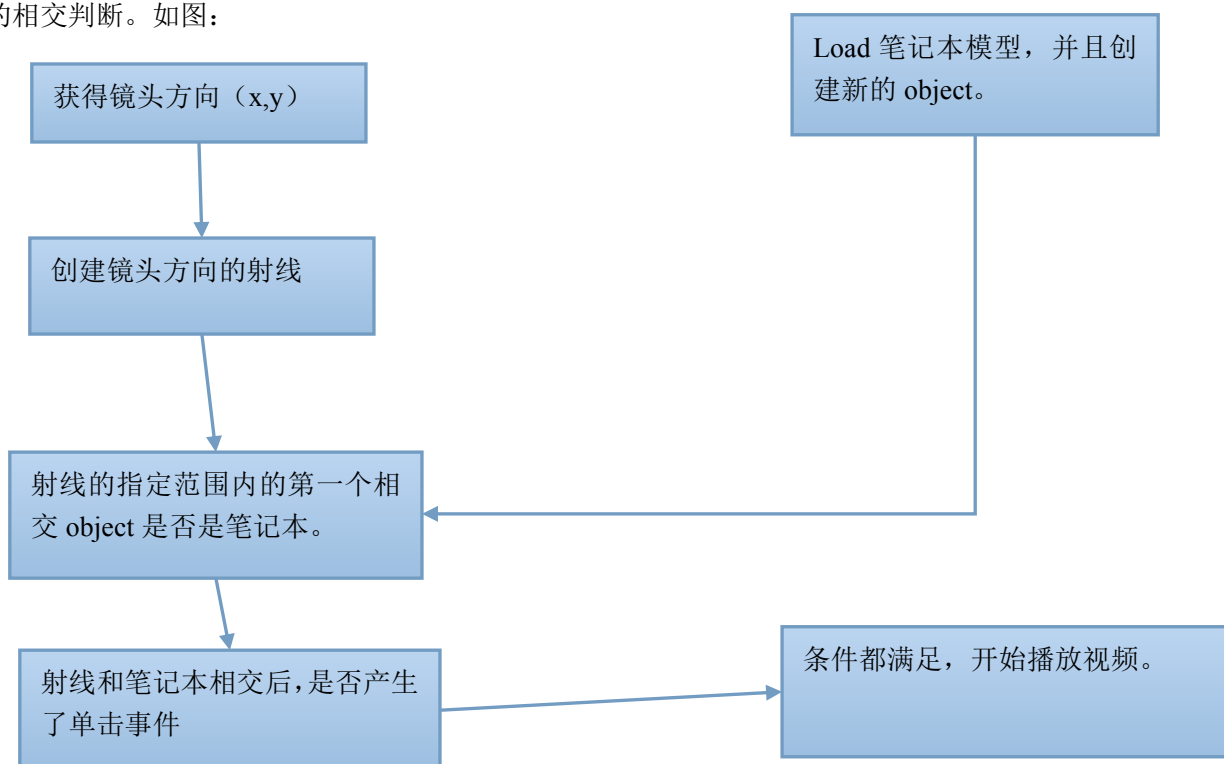 的相交判断。如图：
获得镜头方向（x,y）
Load 笔记本模型，并且创
建新的 object。
创建镜头方向的射线
射线的指定范围内的第一个相
交 object 是否是笔记本。
射线和笔记本相交后，是否产生
了单击事件
条件都满足，开始播放视频。